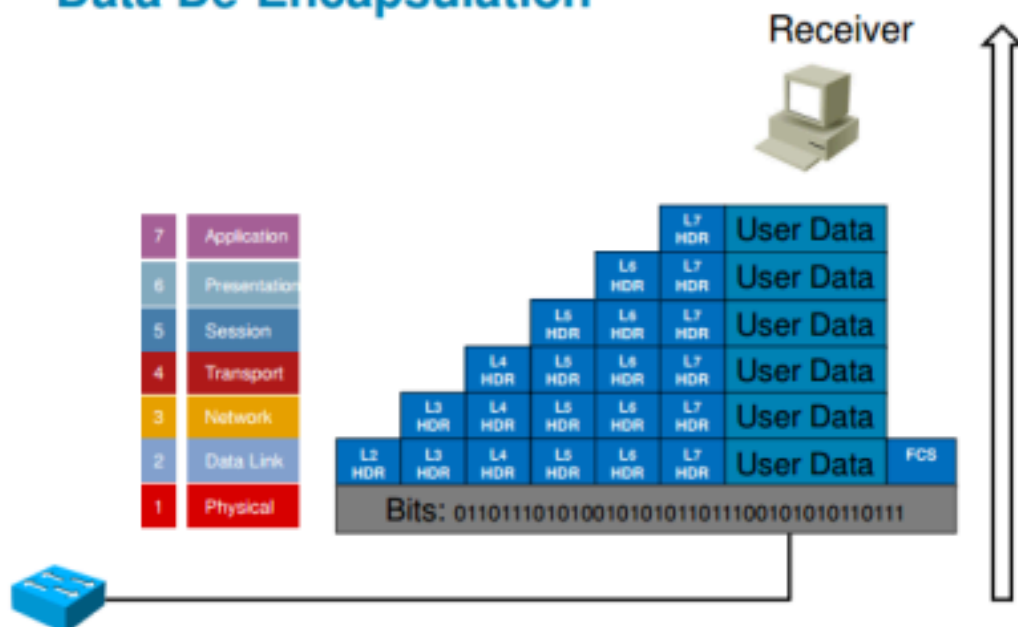 Data De-Encapsulation
Receiver
7 Application
L7 HDR User Data
6 Presentation
L6 HDR L7 HDR User Data
5 Session
L5 HDR L6 HDR L7 HDR User Data
4 Transport
L4 HDR L5 HDR L6 HDR L7 HDR User Data
3 Network
L3 HDR L4 HDR L5 HDR L6 HDR L7 HDR User Data
2 Data Link
L2 HDR L3 HDR L4 HDR L5 HDR L6 HDR L7 HDR User Data FCS
1 Physical
Bits: 0110111010100101010101101110010101010110111